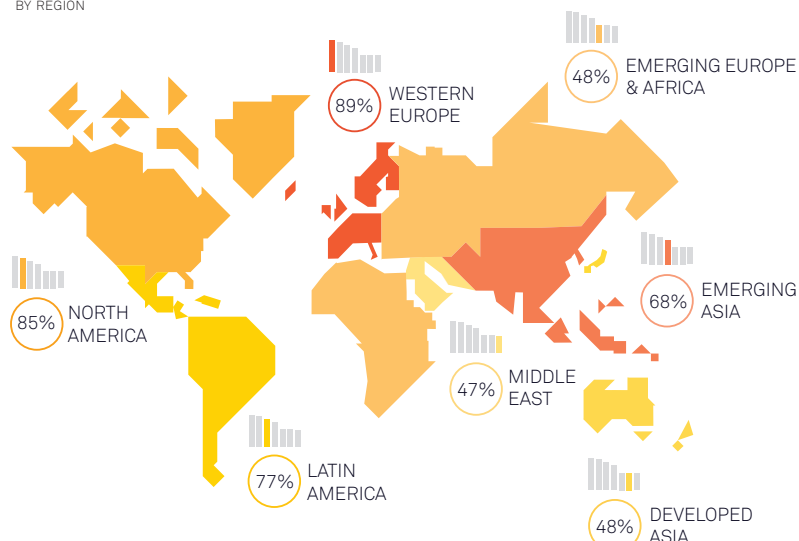 BY REGION
48%
EMERGING EUROPE
& AFRICA
89%
WESTERN
EUROPE
85%
NORTH
AMERICA
68%
EMERGING
ASIA
47%
MIDDLE
EAST
77%
LATIN
AMERICA
48%
DEVELOPED
ASIA